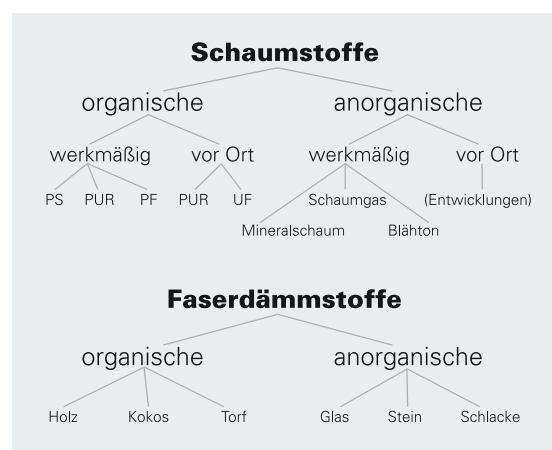 Schaumstoffe
organische anorganische
werkmäßig vor Ort werkmäßig vor Ort
PS PUR PF PUR UF Schaumgas (Entwicklungen)
Mineralschaum Blähton
Faserdämmstoffe
organische anorganische
Holz Kokos Torf Glas Stein Schlacke